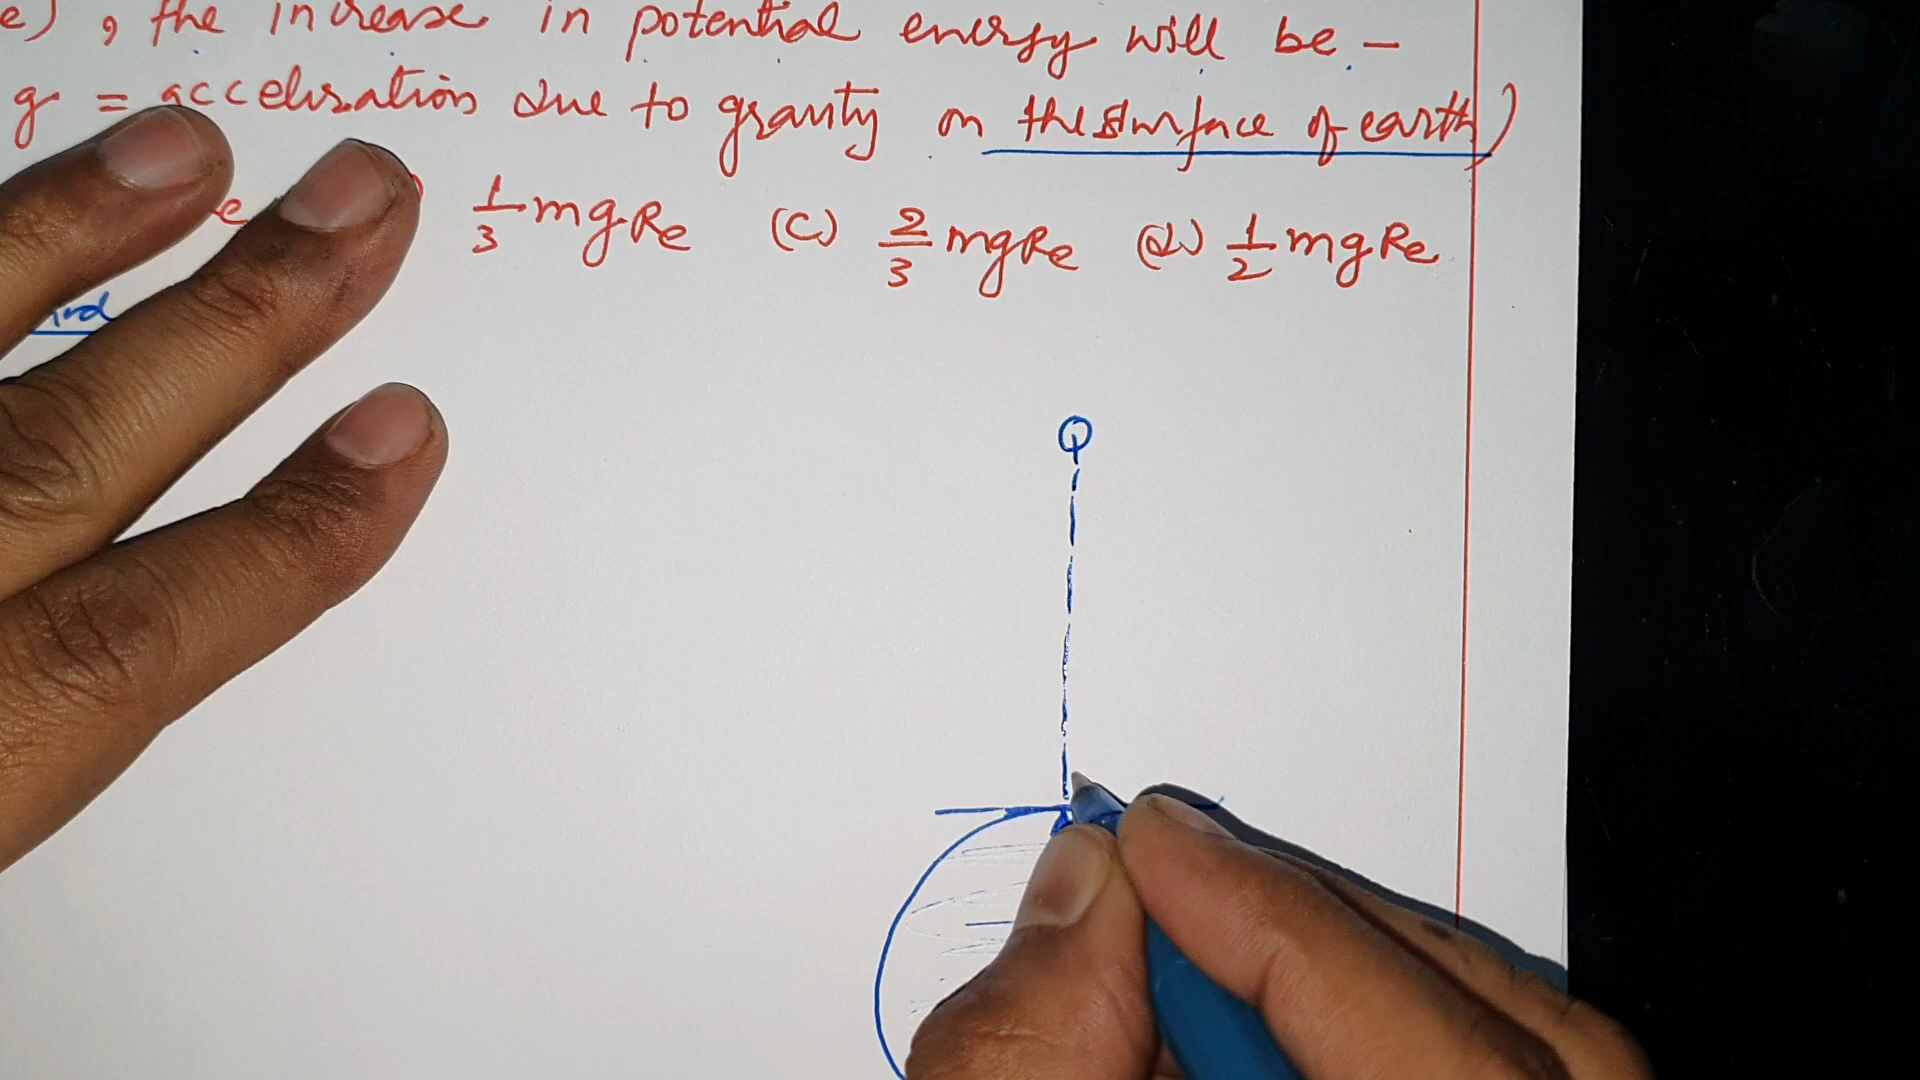 e) , the increase in potential energy will be –
g = acceleration due to gravity on the surface of earth)
e ) 1/3 mgRe (C) 2/3 mgRe (d) 1/2 mgRe